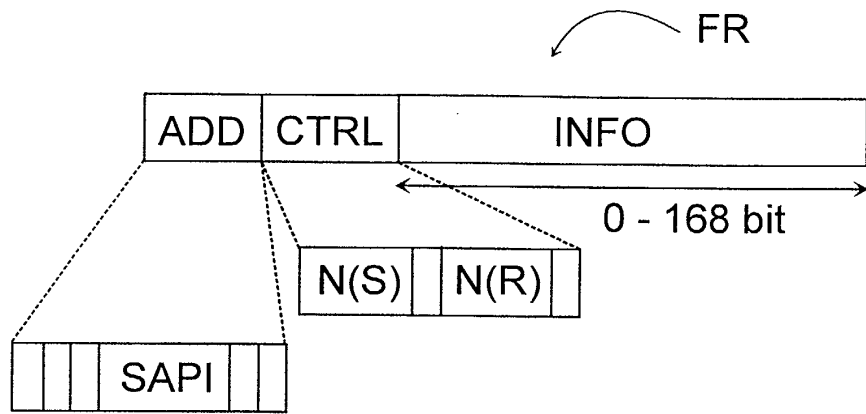 FR
ADD CTRL INFO
0 - 168 bit
N(S) N(R)
SAPI